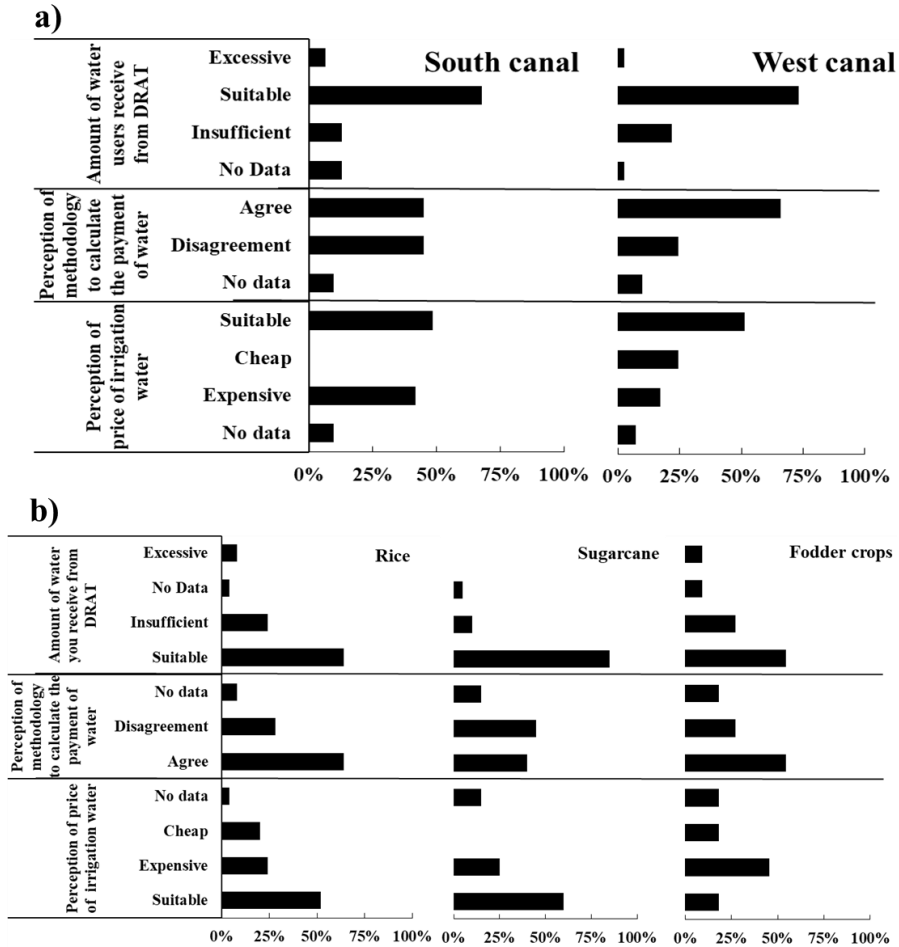 a)
South canal
West canal
Amount of water
users receive
from DRAT
Excessive
Suitable
Insufficient
No Data
Perception of
methodology
to calculate
the payment
of water
Agree
Disagreement
No data
Perception of
price of irrigation
water
Suitable
Cheap
Expensive
No data
0% 25% 50% 75% 100%
0% 25% 50% 75% 100%
b)
Rice
Sugarcane
Fodder crops
Amount of water
you receive from
DRAT
Excessive
No Data
Insufficient
Suitable
Perception of
methodology
to calculate the
payment of
water
No data
Disagreement
Agree
Perception of price
of irrigation water
No data
Cheap
Expensive
Suitable
0% 25% 50% 75% 100%
0% 25% 50% 75% 100%
0% 25% 50% 75% 100%